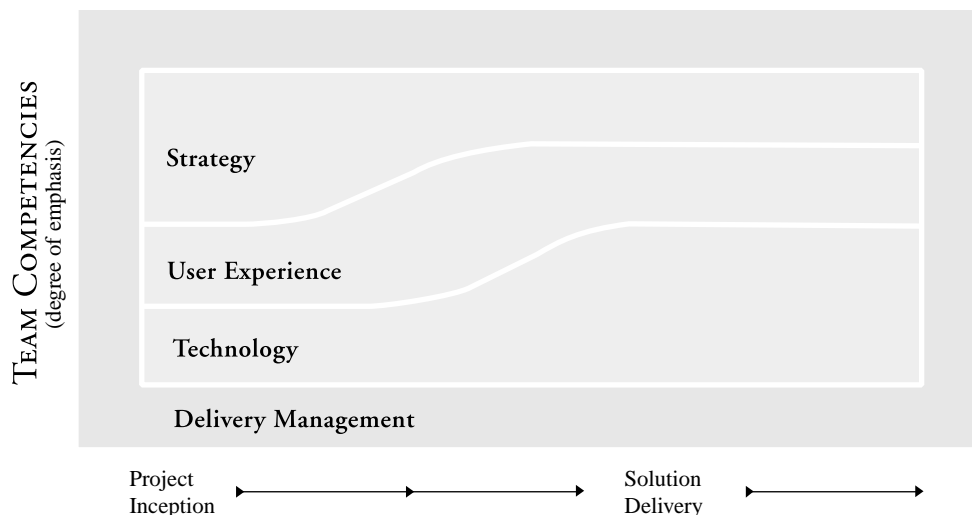 TEAM COMPETENCIES
(degree of emphasis)
Strategy
User Experience
Technology
Delivery Management
Project
Inception
Solution
Delivery